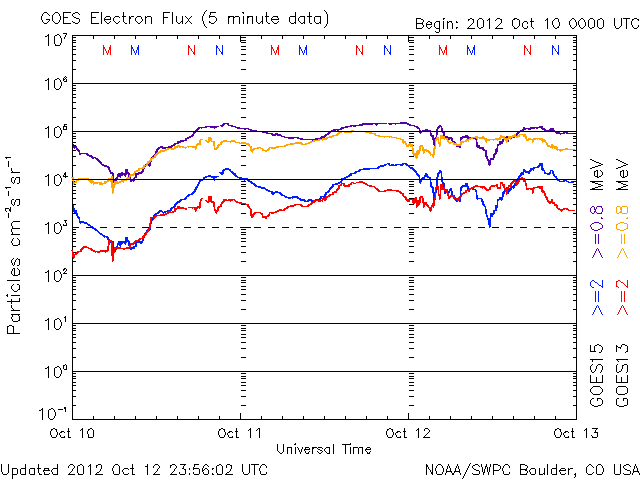 GOES Electron Flux (5 minute data)
Begin: 2012 Oct 10 0000 UTC
M M N N M M N N M M N N
10⁷
10⁶
10⁵
10⁴
10³
10²
10¹
10⁰
10⁻¹
Particles cm⁻²s⁻¹sr⁻¹
Oct 10 Oct 11 Oct 12 Oct 13
Universal Time
GOES15 >=2 >=0.8 MeV
GOES13 >=2 >=0.8 MeV
Updated 2012 Oct 12 23:56:02 UTC
NOAA/SWPC Boulder, CO USA